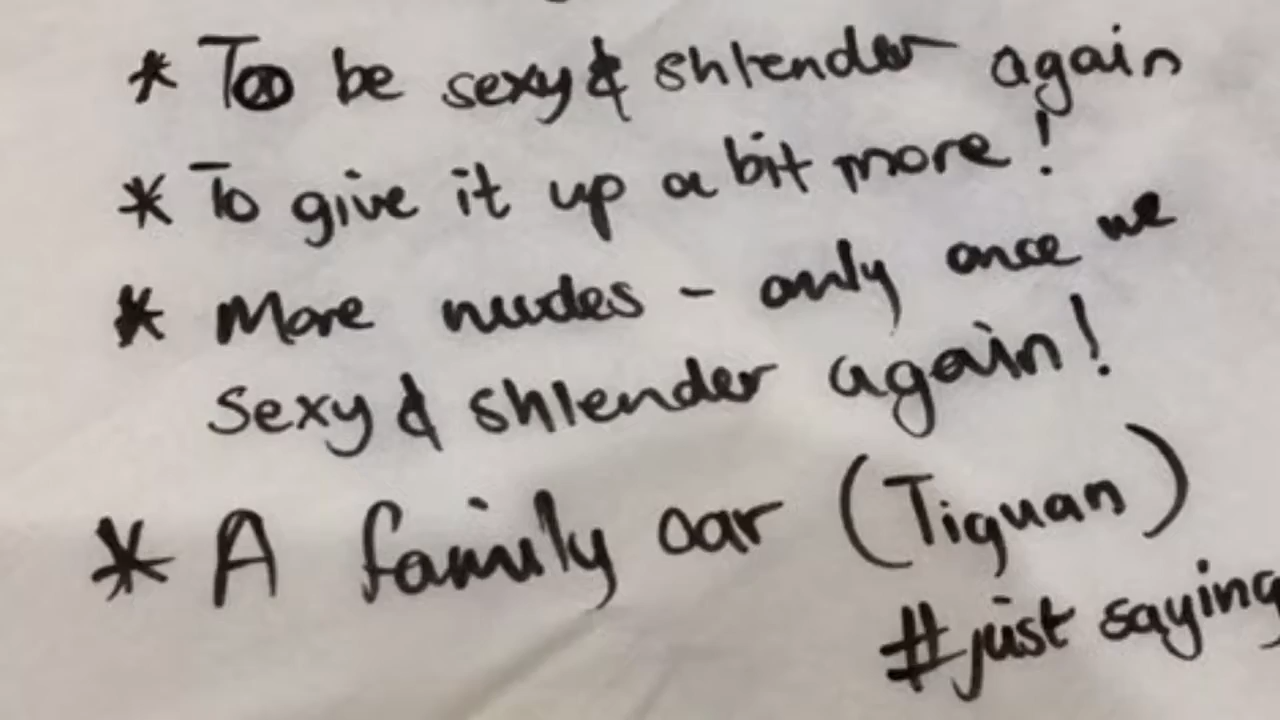 * To be sexy & shlender again
* To give it up a bit more!
* More nudes - only once we
sexy & shlender again!
* A family car (Tiguan)
#just saying